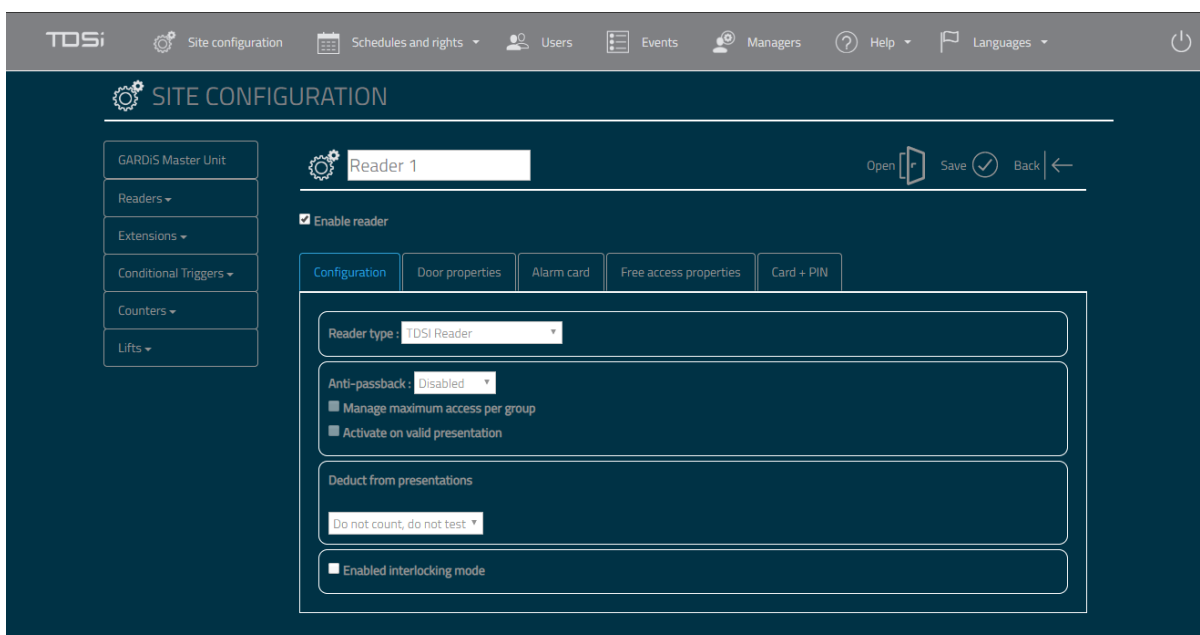 TDSi Site configuration Schedules and rights Users Events Managers Help Languages
SITE CONFIGURATION
GARDiS Master Unit
Readers
Extensions
Conditional Triggers
Counters
Lifts
Reader 1
Open Save Back
Enable reader
Configuration Door properties Alarm card Free access properties Card + PIN
Reader type : TDSI Reader
Anti-passback : Disabled
Manage maximum access per group
Activate on valid presentation
Deduct from presentations
Do not count, do not test
Enabled interlocking mode